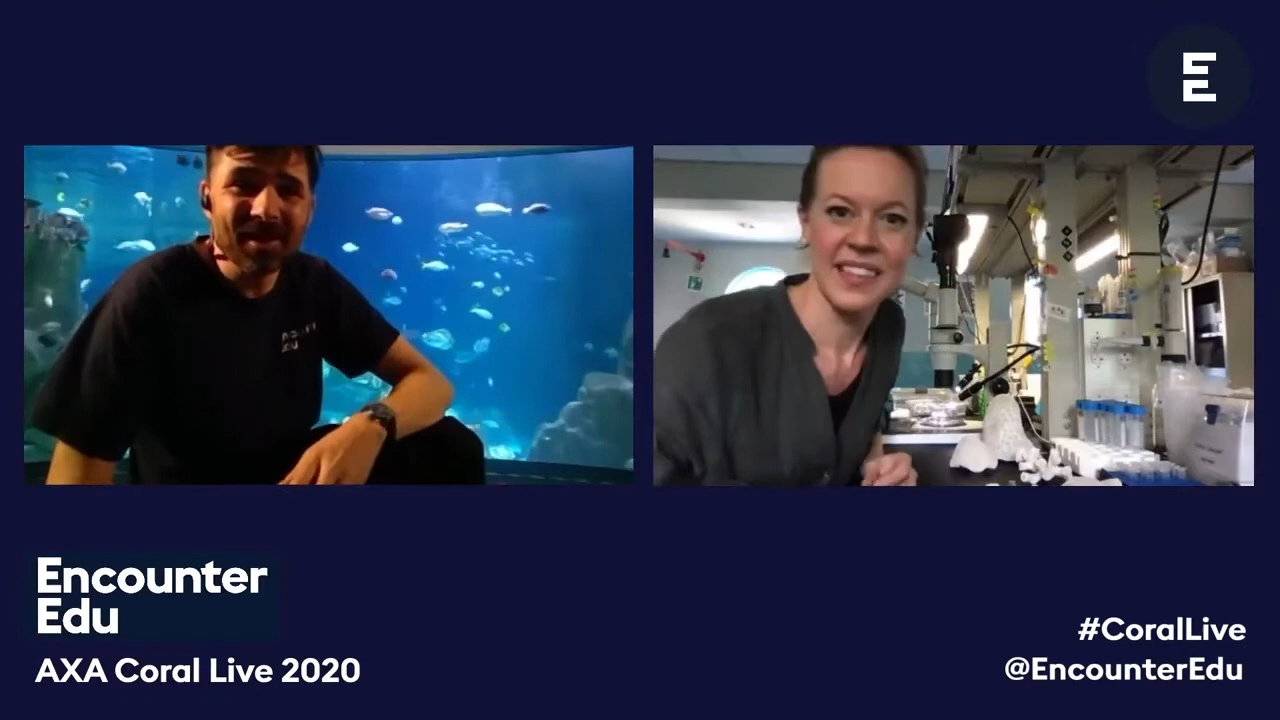 E
Encounter
Edu
AXA Coral Live 2020
#CoralLive
@EncounterEdu